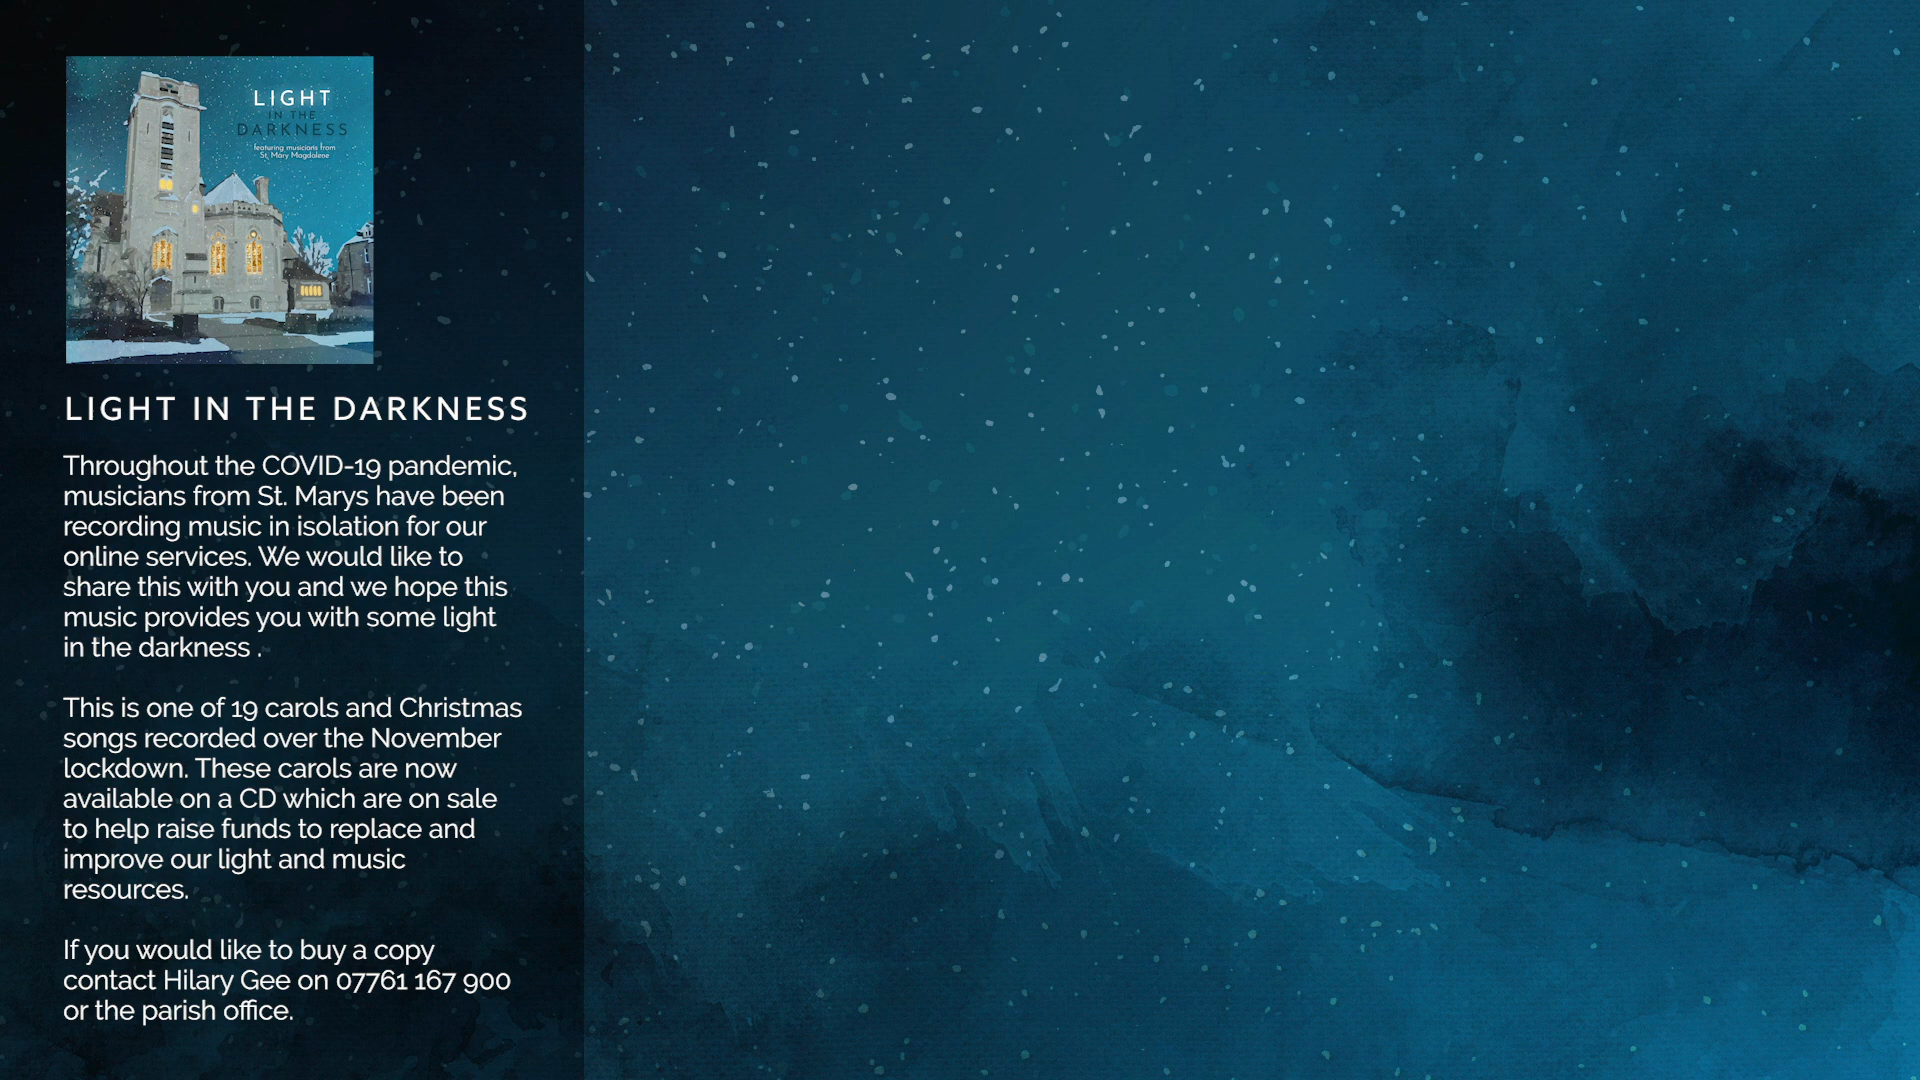 LIGHT
IN THE
DARKNESS
featuring musicians from
St. Mary Magdalene
LIGHT IN THE DARKNESS
Throughout the COVID-19 pandemic,
musicians from St. Marys have been
recording music in isolation for our
online services. We would like to
share this with you and we hope this
music provides you with some light
in the darkness .
This is one of 19 carols and Christmas
songs recorded over the November
lockdown. These carols are now
available on a CD which are on sale
to help raise funds to replace and
improve our light and music
resources.
If you would like to buy a copy
contact Hilary Gee on 07761 167 900
or the parish office.